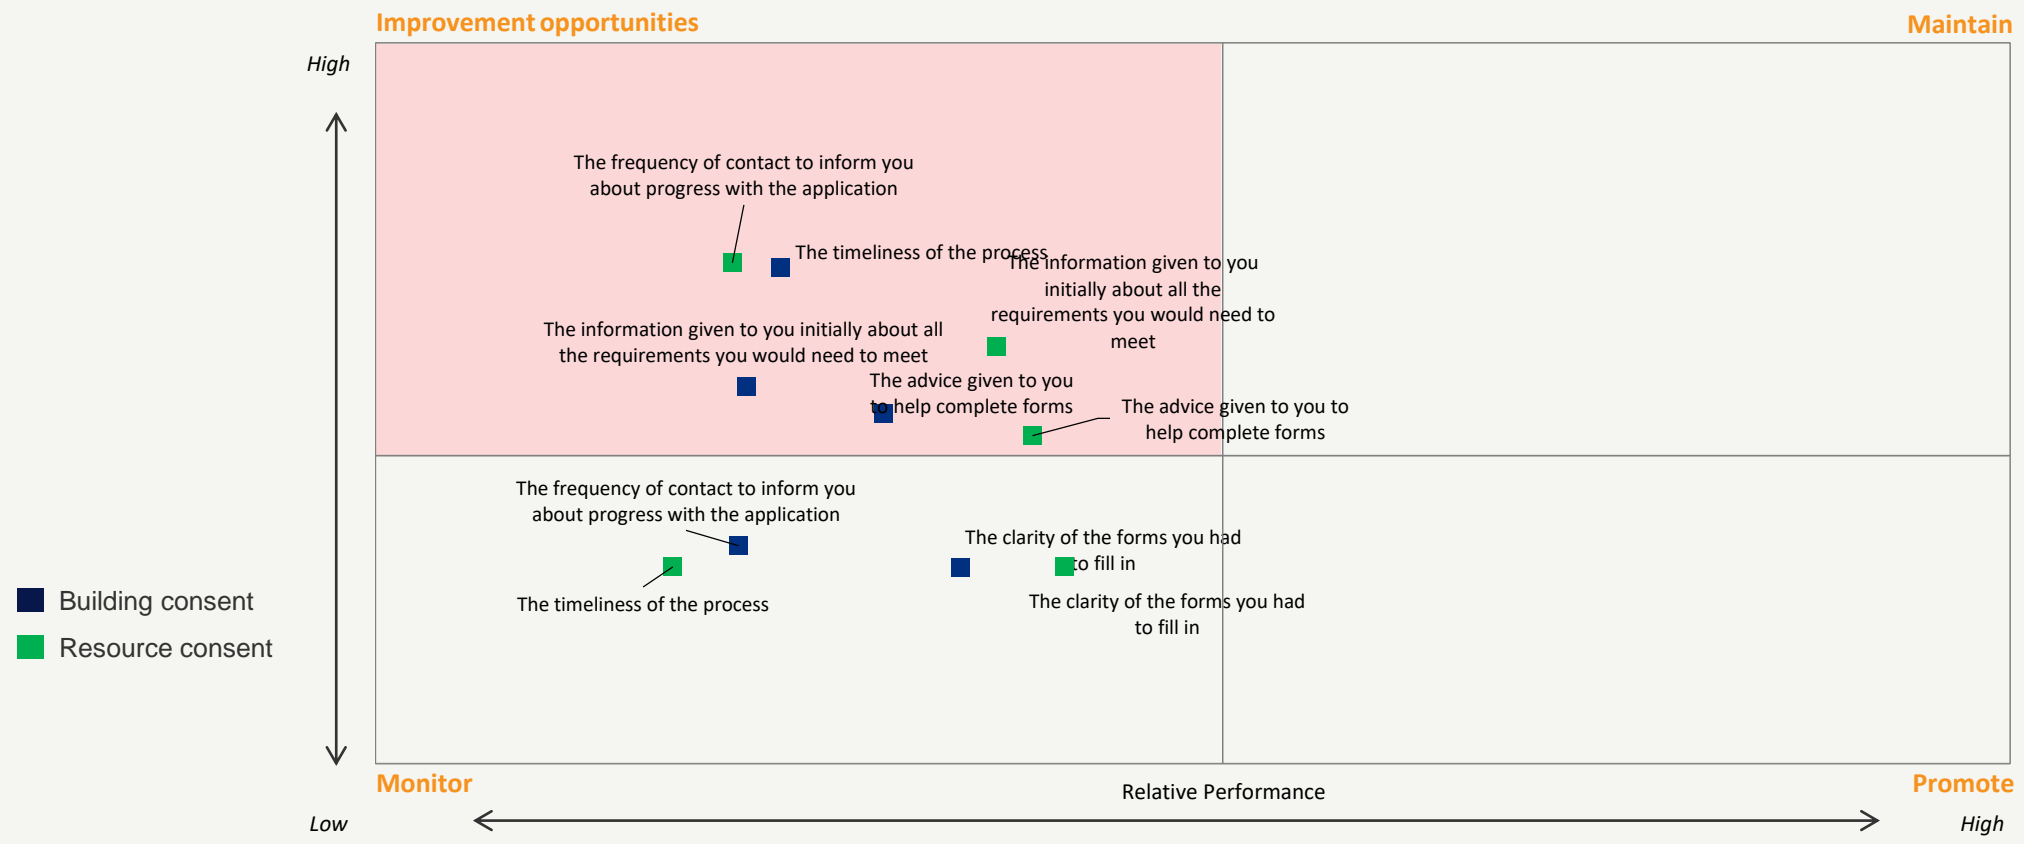 Improvement opportunities
Maintain
High
The frequency of contact to inform you
about progress with the application
The timeliness of the process
The information given to you
initially about all the
requirements you would need to
meet
The information given to you initially about all
the requirements you would need to meet
The advice given to you
to help complete forms
The advice given to you to
help complete forms
The frequency of contact to inform you
about progress with the application
The clarity of the forms you had
to fill in
The timeliness of the process
The clarity of the forms you had
to fill in
Building consent
Resource consent
Monitor
Relative Performance
Promote
Low
High